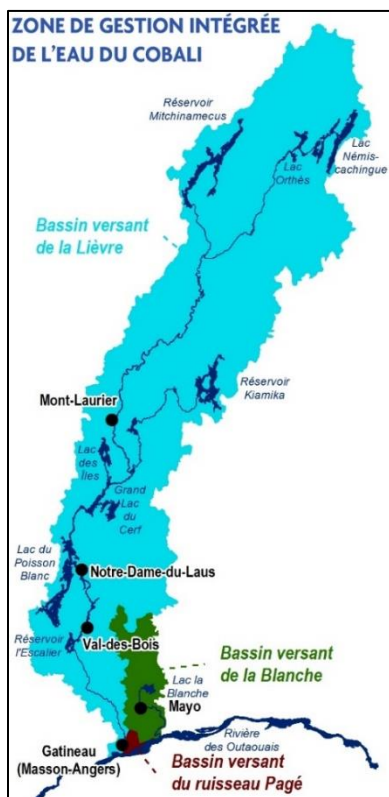 ZONE DE GESTION INTÉGRÉE
DE L'EAU DU COBALI
Réservoir
Mitchinamecus
Lac
Némis-
cachingue
Lac
Orthès
Bassin versant
de la Lièvre
Réservoir
Kiamika
Mont-Laurier
Lac
des
Îles
Grand
Lac
du
Cerf
Lac du
Poisson
Blanc
Notre-Dame-du-Laus
Réservoir
l'Escalier
Val-des-Bois
Bassin versant
de la Blanche
Lac la
Blanche
Mayo
Gatineau
(Masson-Angers)
Rivière
des Outaouais
Bassin versant
du ruisseau Pagé